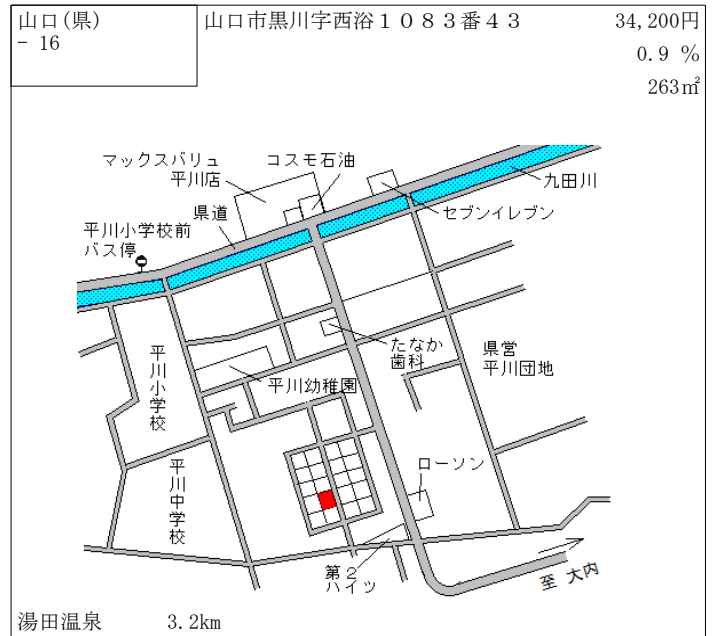 山口(県)
- 16
山口市黒川字西浴１０８３番４３
34,200円
0.9 %
263㎡
マックスバリュ
平川店
コスモ石油
九田川
セブンイレブン
県道
平川小学校前
バス停
たなか
歯科
県営
平川団地
平川小学校
平川幼稚園
平川中学校
ローソン
第２
ハイツ
至 大内
湯田温泉 3.2km